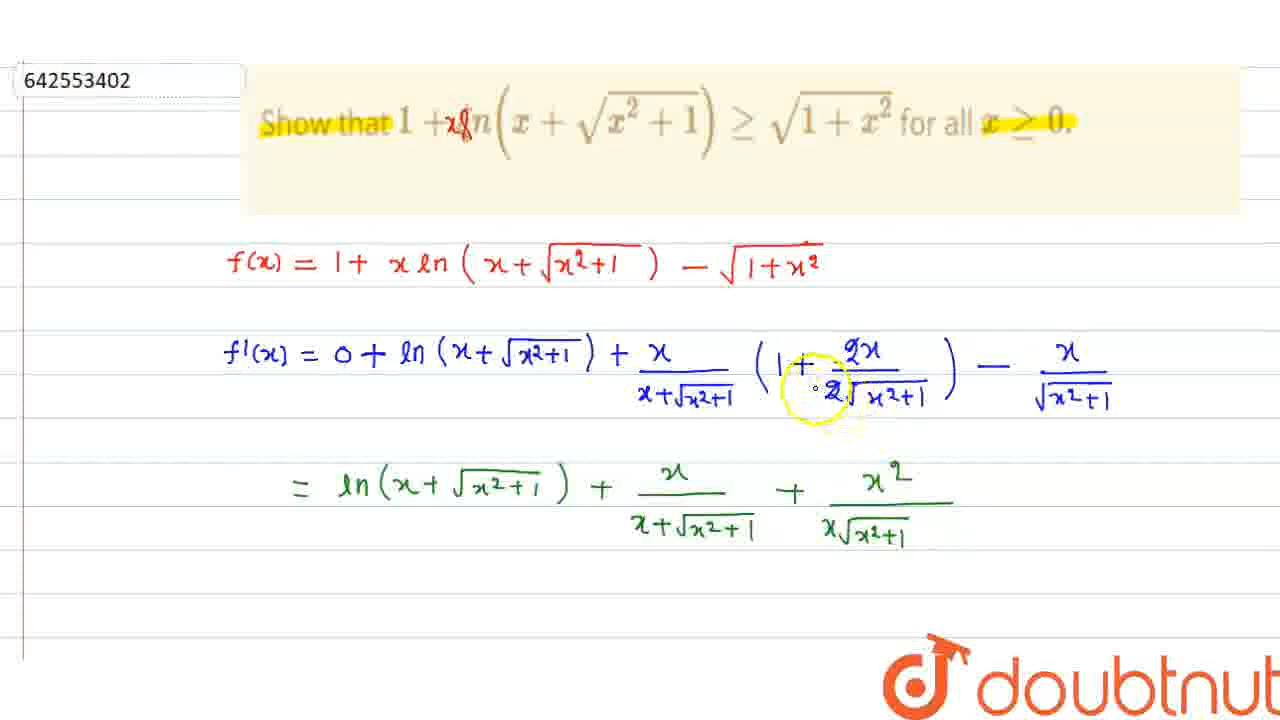 642553402
Show that 1 + x ln(x + √(x² + 1)) ≥ √(1 + x²) for all x ≥ 0.
f(x) = 1 + x ln(x + √(x²+1)) − √(1+x²)
f'(x) = 0 + ln(x + √(x²+1)) + x/(x+√(x²+1)) (1 + 2x/(2√(x²+1))) − x/√(x²+1)
= ln(x + √(x²+1)) + x/(x+√(x²+1)) + x²/(x√(x²+1))
doubtnut